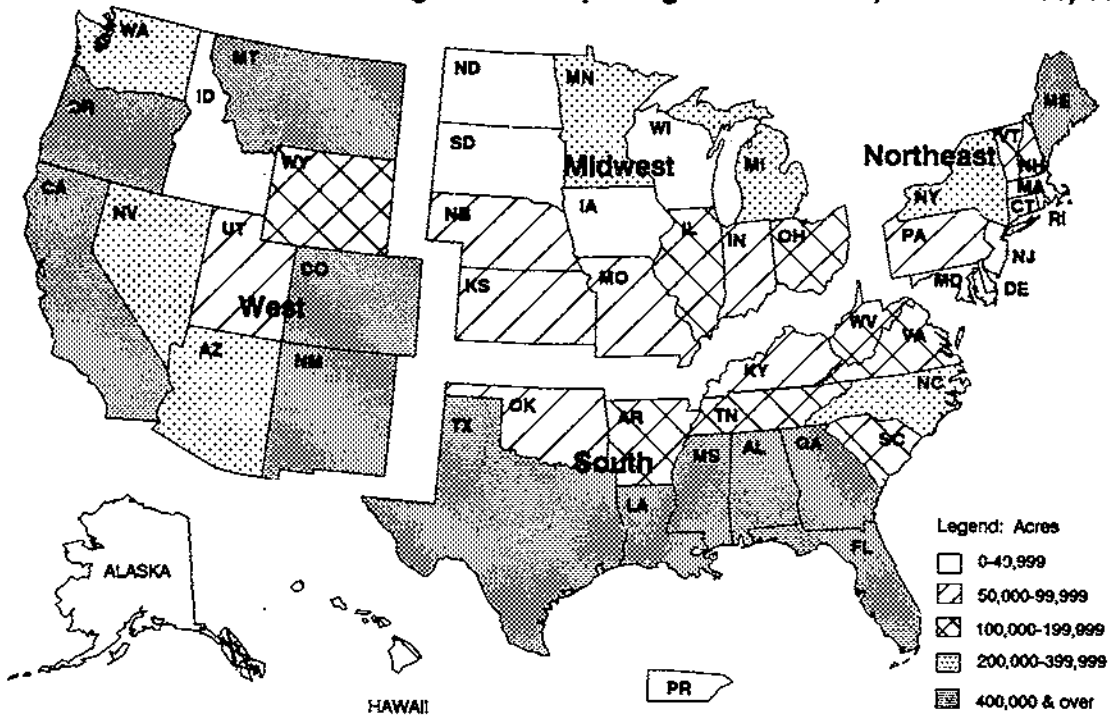 WA
MT
ND
MN
ME
OR
ID
VT
SD
WI
MI
NH
WY
Midwest
Northeast
MA
CA
NV
NY
CT
RI
IA
NB
UT
IL
IN
OH
PA
NJ
CO
KS
MO
MD
DE
West
WV
VA
AZ
NM
KY
NC
OK
TX
AR
TN
SC
South
MS
AL
GA
LA
Legend: Acres
FL
0-49,999
ALASKA
50,000-99,999
100,000-199,999
200,000-399,999
PR
400,000 & over
HAWAII